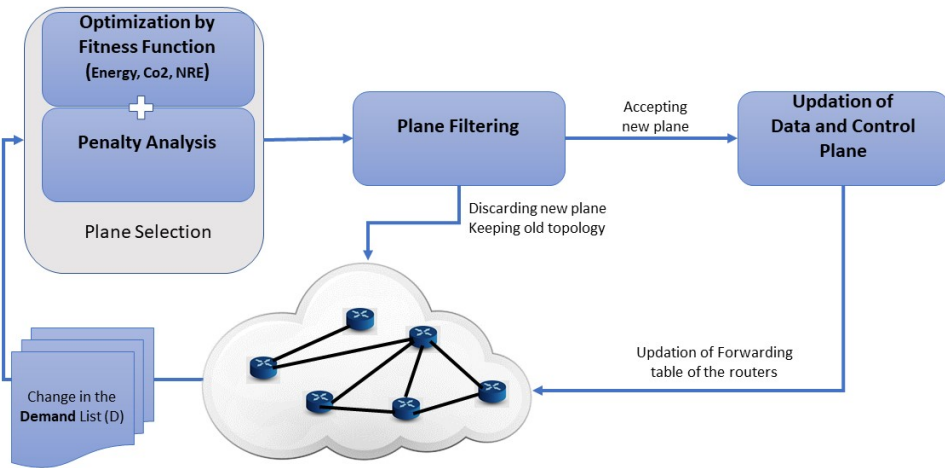 Optimization by
Fitness Function
(Energy, Co2, NRE)
Penalty Analysis
Plane Selection
Plane Filtering
Accepting
new plane
Updation of
Data and Control
Plane
Discarding new plane
Keeping old topology
Updation of Forwarding
table of the routers
Change in the
Demand List (D)